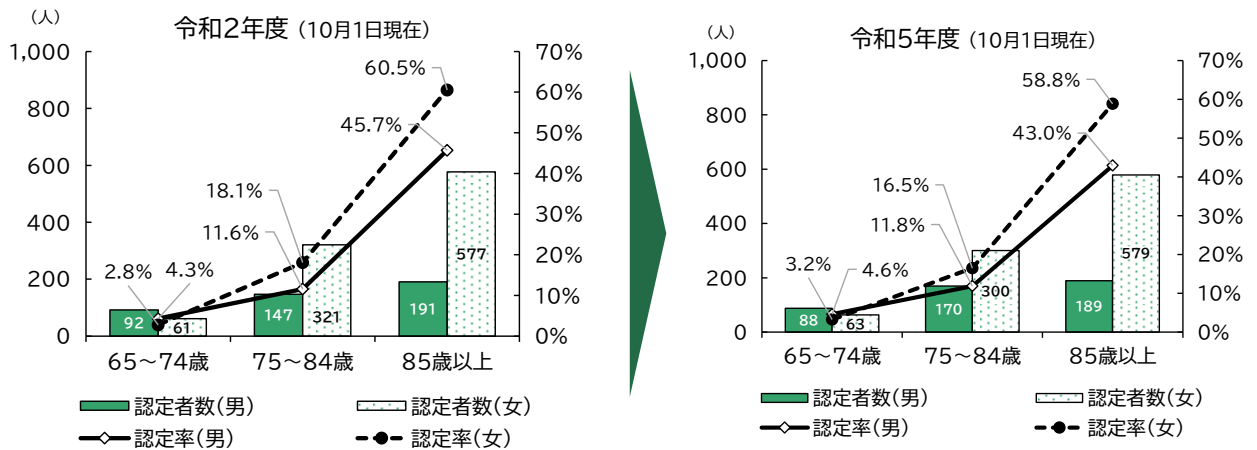 令和2年度 (10月1日現在)
(人)
1,000
800
600
400
200
0
70%
60%
50%
40%
30%
20%
10%
0%
60.5%
45.7%
18.1%
11.6%
2.8%
4.3%
92
61
147
321
191
577
65～74歳
75～84歳
85歳以上
認定者数(男)
認定者数(女)
認定率(男)
認定率(女)
令和5年度 (10月1日現在)
(人)
1,000
800
600
400
200
0
70%
60%
50%
40%
30%
20%
10%
0%
58.8%
43.0%
16.5%
11.8%
3.2%
4.6%
88
63
170
300
189
579
65～74歳
75～84歳
85歳以上
認定者数(男)
認定者数(女)
認定率(男)
認定率(女)